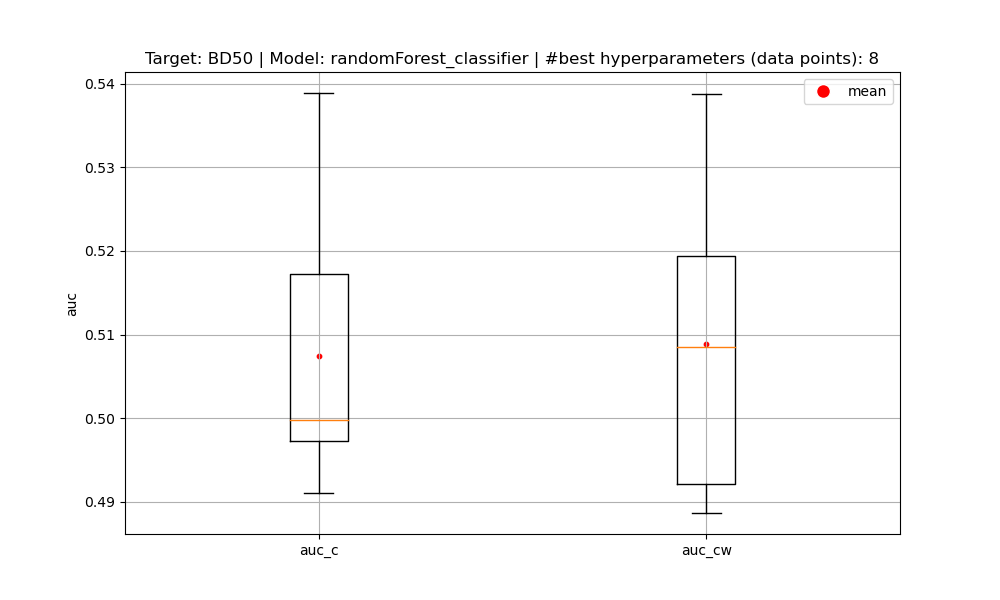 Target: BD50 | Model: randomForest_classifier | #best hyperparameters (data points): 8
mean
0.54
0.53
0.52
0.51
0.50
0.49
auc
auc_c
auc_cw